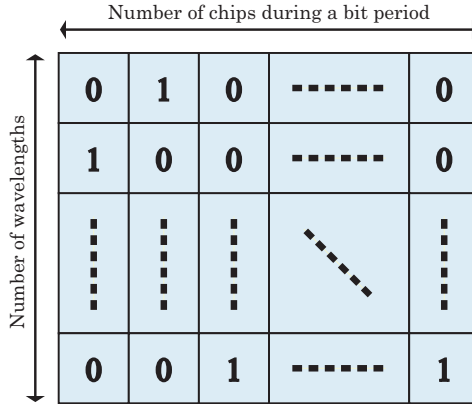 Number of chips during a bit period
Number of wavelengths
0 1 0 0
1 0 0 0
0 0 1 1